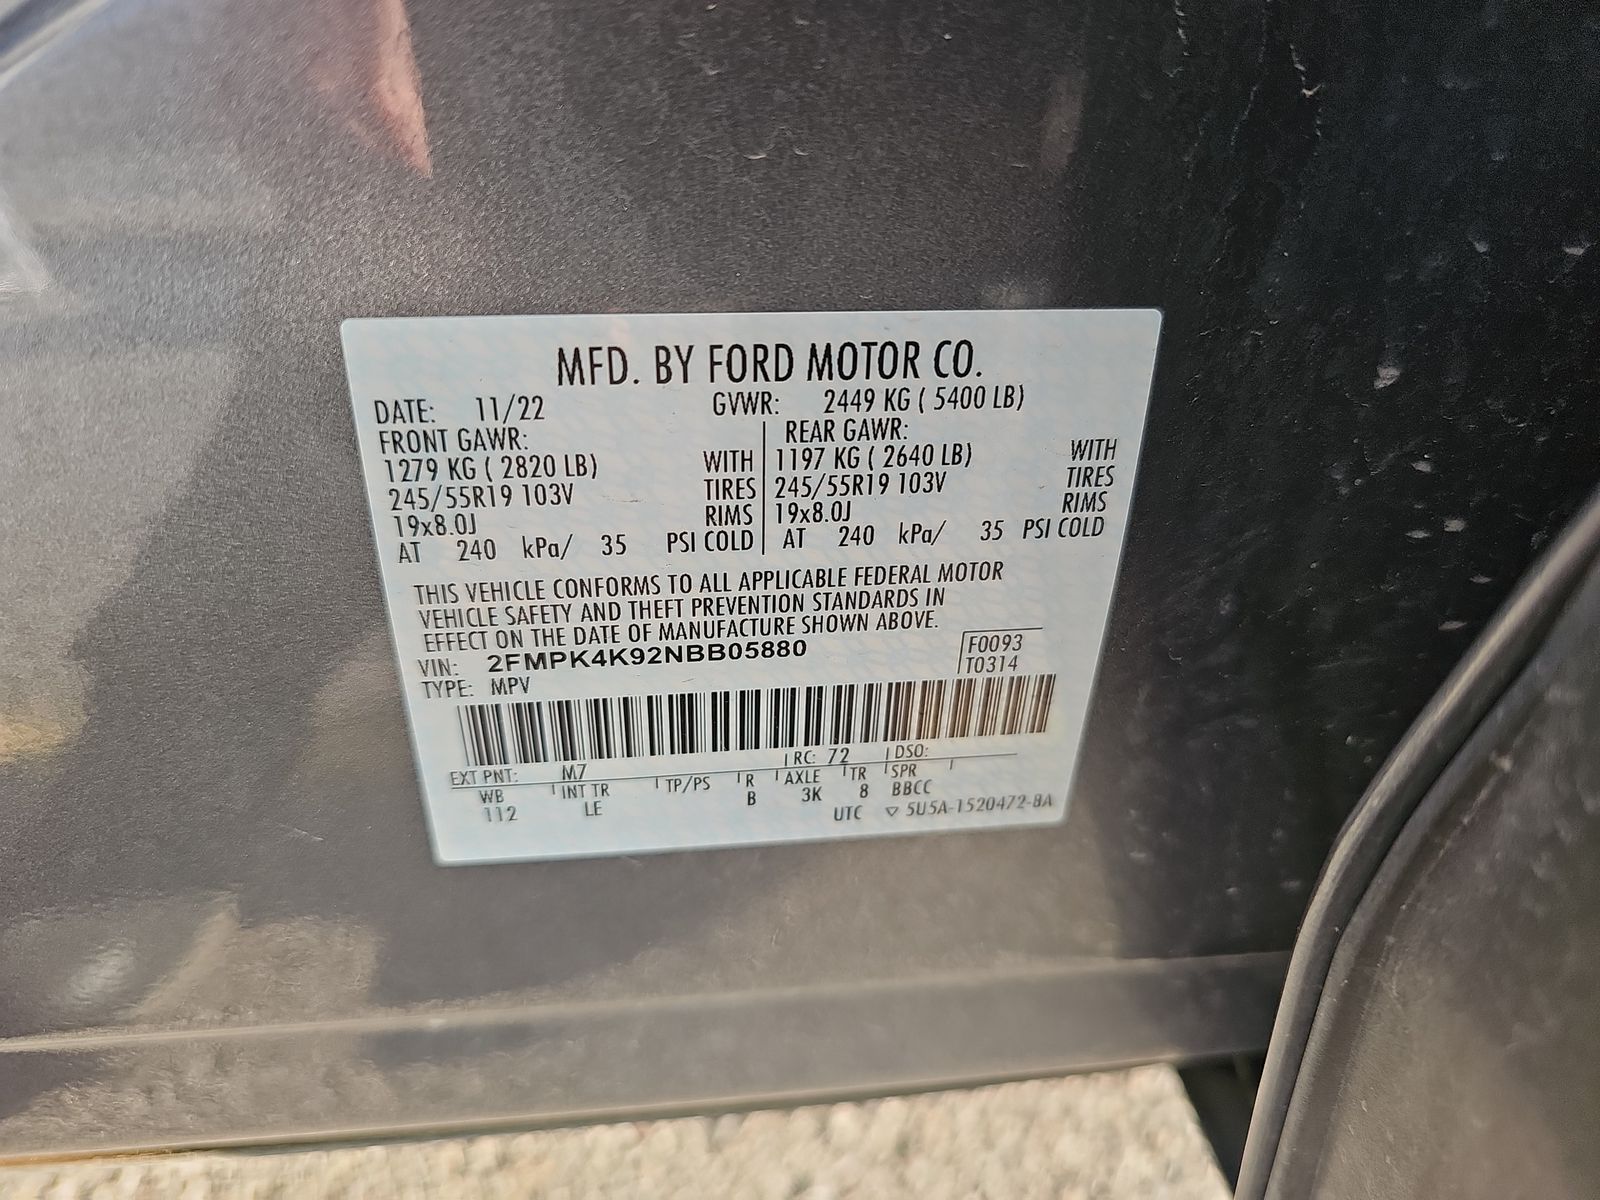 MFD. BY FORD MOTOR CO.
DATE: 11/22 GVWR: 2449 KG ( 5400 LB)
FRONT GAWR: REAR GAWR:
1279 KG ( 2820 LB) WITH 1197 KG ( 2640 LB) WITH
245/55R19 103V TIRES 245/55R19 103V TIRES
19x8.0J RIMS 19x8.0J RIMS
AT 240 kPa/ 35 PSI COLD AT 240 kPa/ 35 PSI COLD
THIS VEHICLE CONFORMS TO ALL APPLICABLE FEDERAL MOTOR
VEHICLE SAFETY AND THEFT PREVENTION STANDARDS IN
EFFECT ON THE DATE OF MANUFACTURE SHOWN ABOVE.
VIN: 2FMPK4K92NBB05880 F0093
TYPE: MPV T0314
EXT PNT: M7 RC: 72 DSO:
WB INT TR TP/PS R AXLE TR SPR
112 LE B 3K 8 BBCC
UTC ▽ 5U5A-1520472-BA